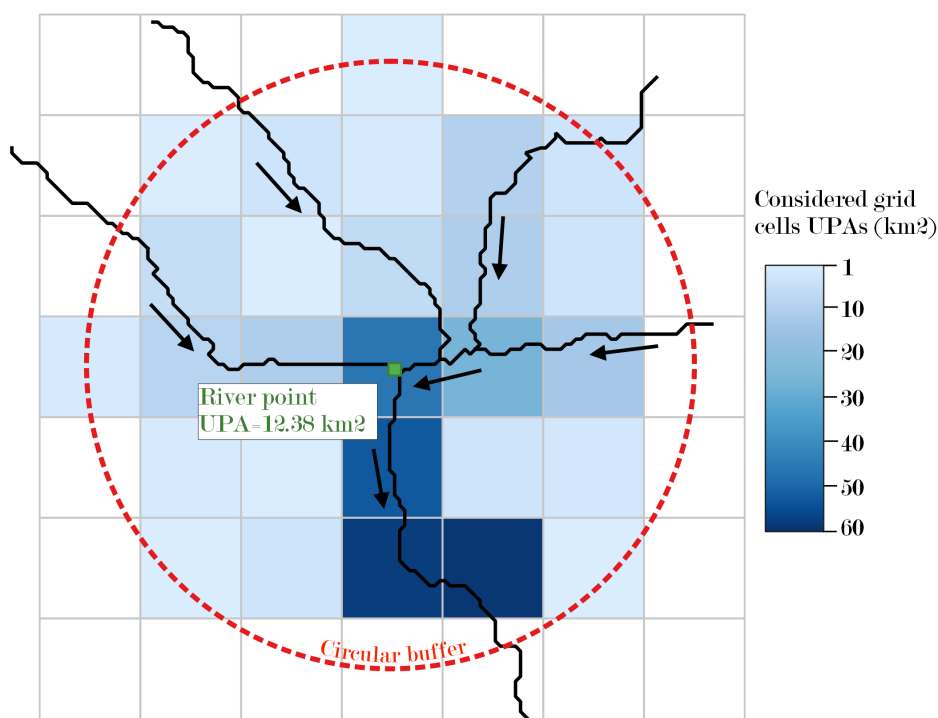 Considered grid
cells UPAs (km2)
1
10
20
30
40
50
60
River point
UPA=12.38 km2
Circular buffer